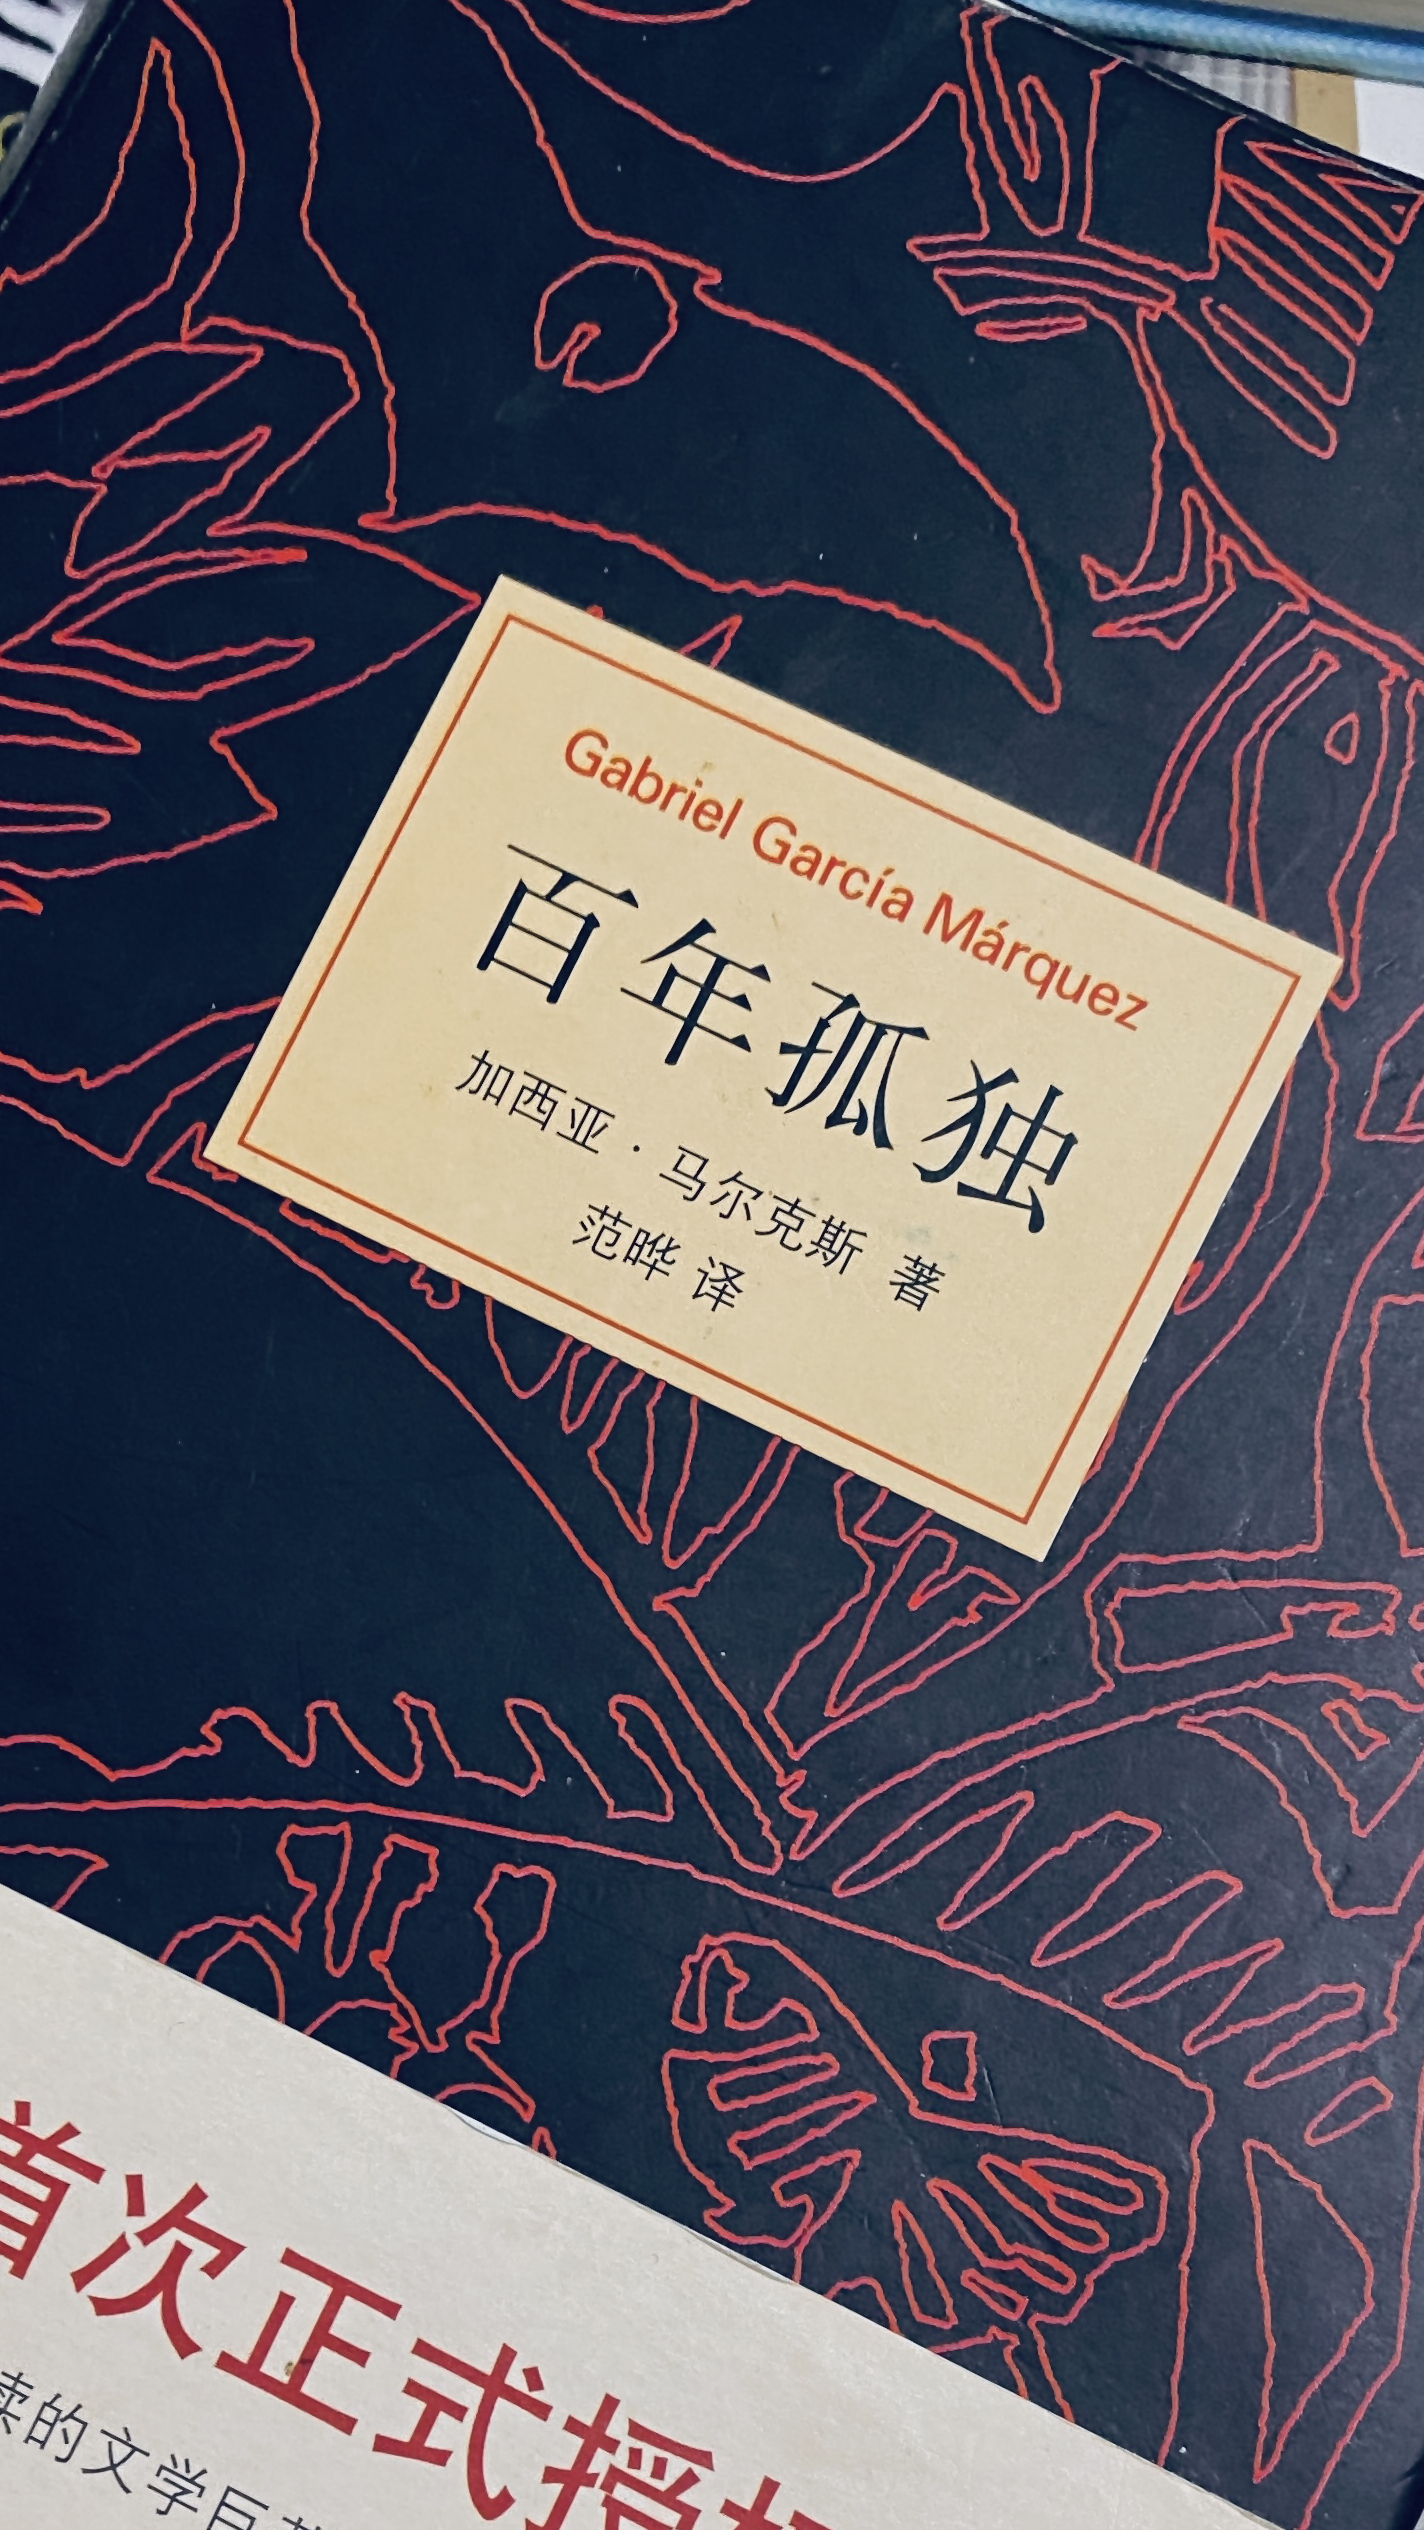 Gabriel García Márquez
百年孤独
加西亚·马尔克斯 著
范晔 译
首次正式授
的文学巨